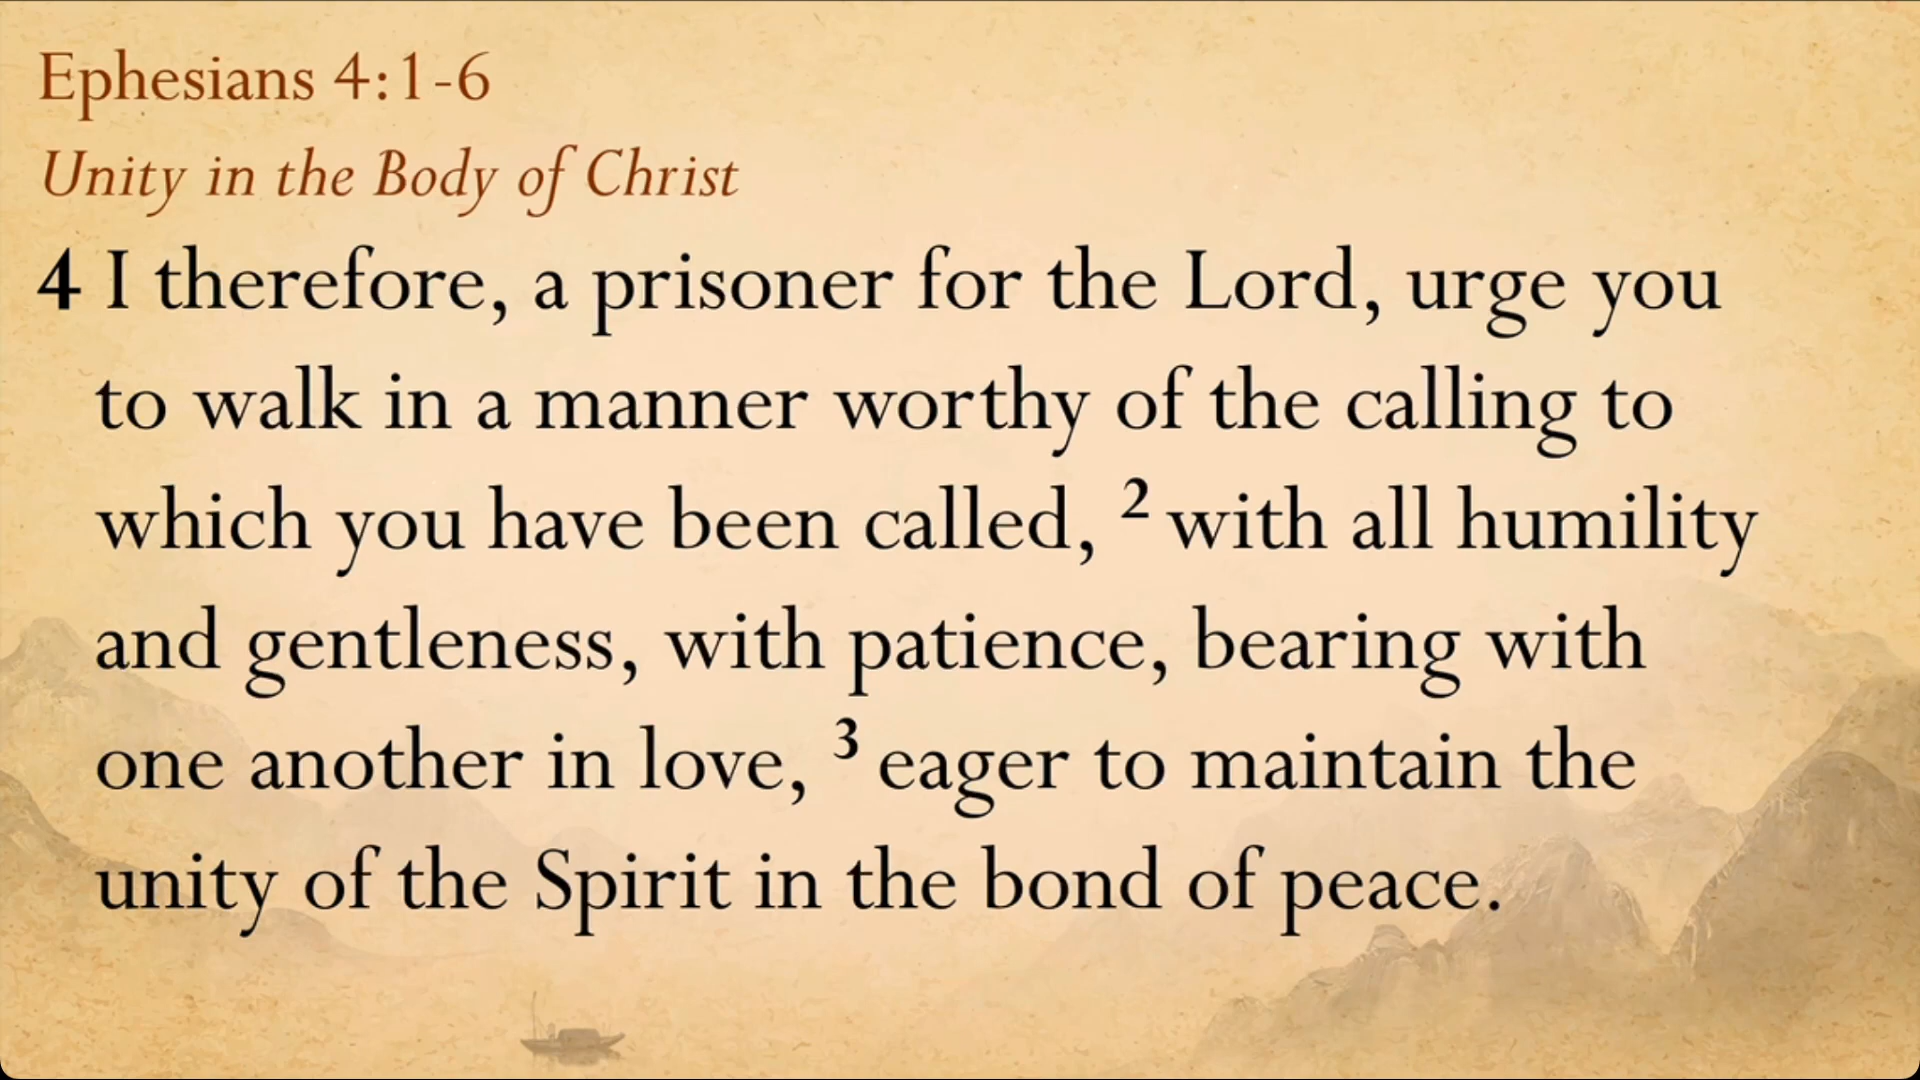 Ephesians 4:1-6
Unity in the Body of Christ
4 I therefore, a prisoner for the Lord, urge you
to walk in a manner worthy of the calling to
which you have been called, 2 with all humility
and gentleness, with patience, bearing with
one another in love, 3 eager to maintain the
unity of the Spirit in the bond of peace.